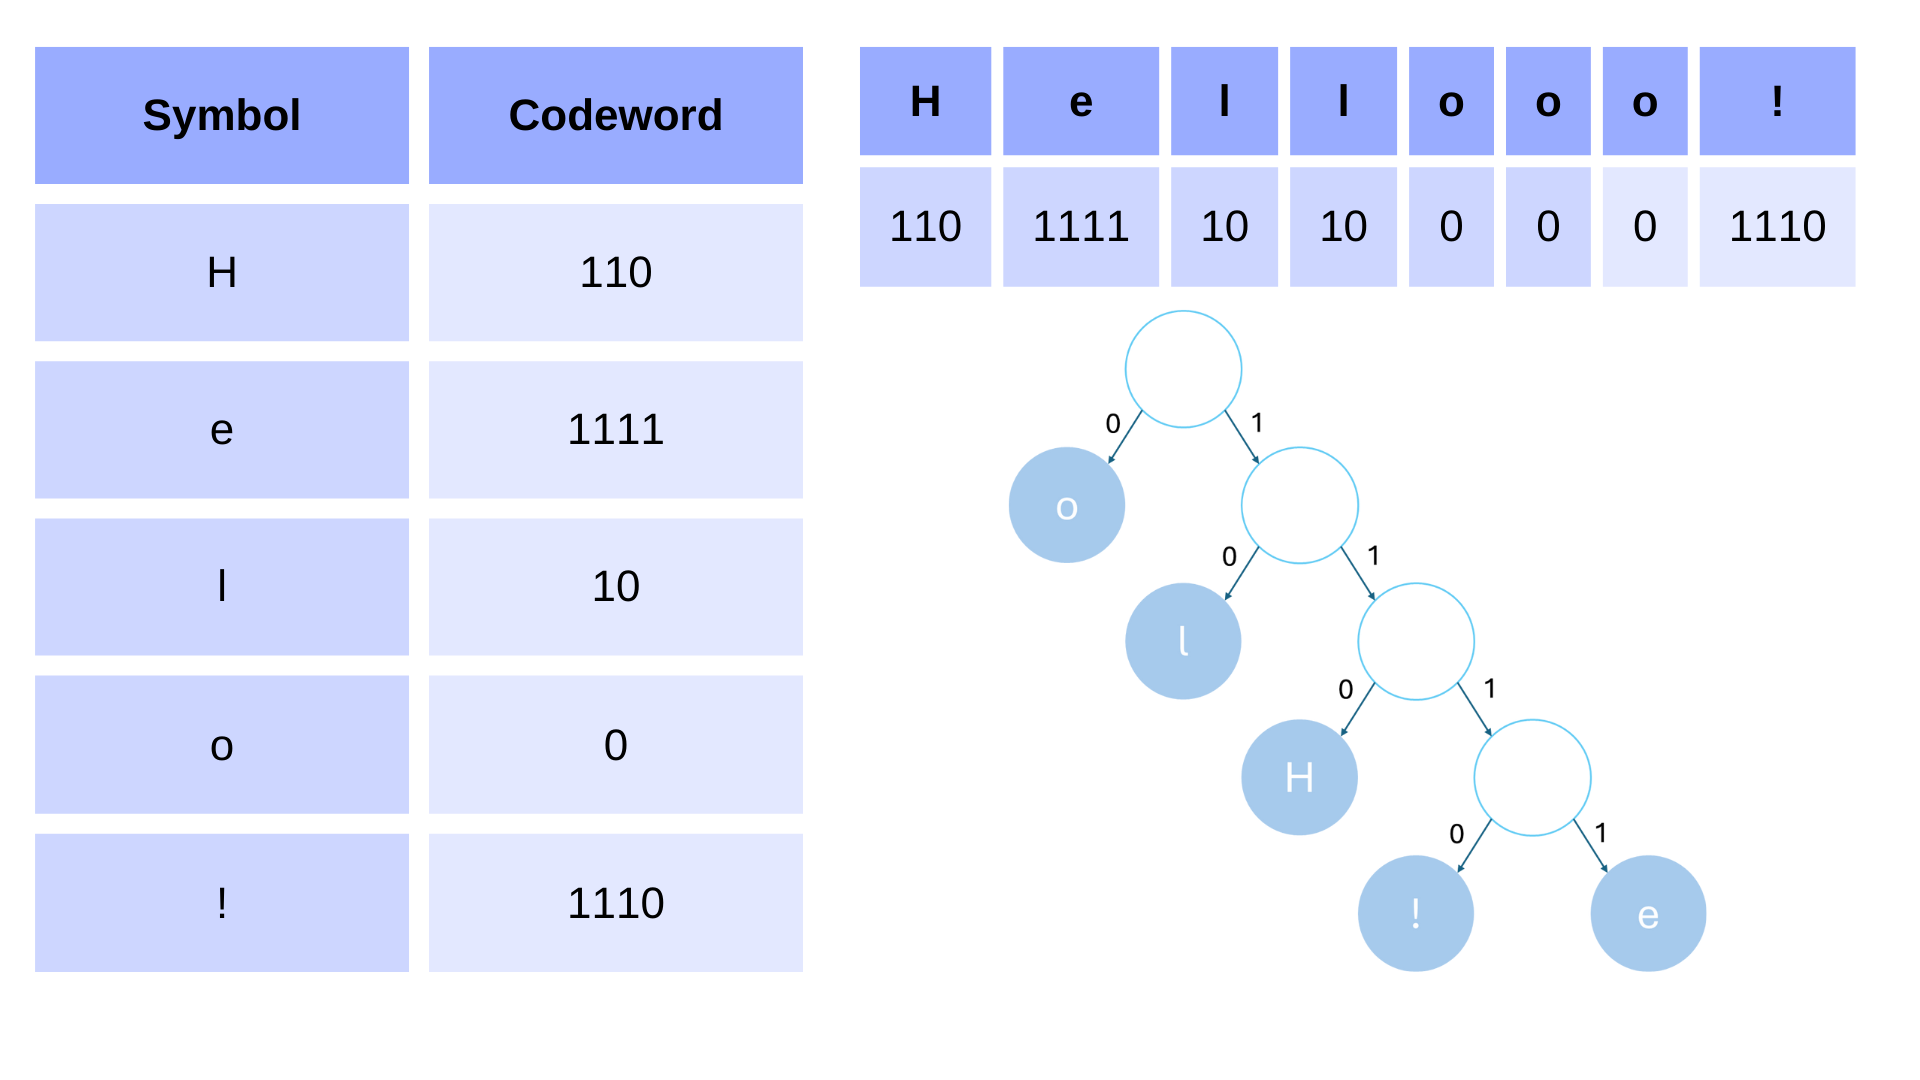 Symbol Codeword
H 110
e 1111
l 10
o 0
! 1110
H e l l o o o !
110 1111 10 10 0 0 0 1110
0 1
o
0 1
l
0 1
H
0 1
! e